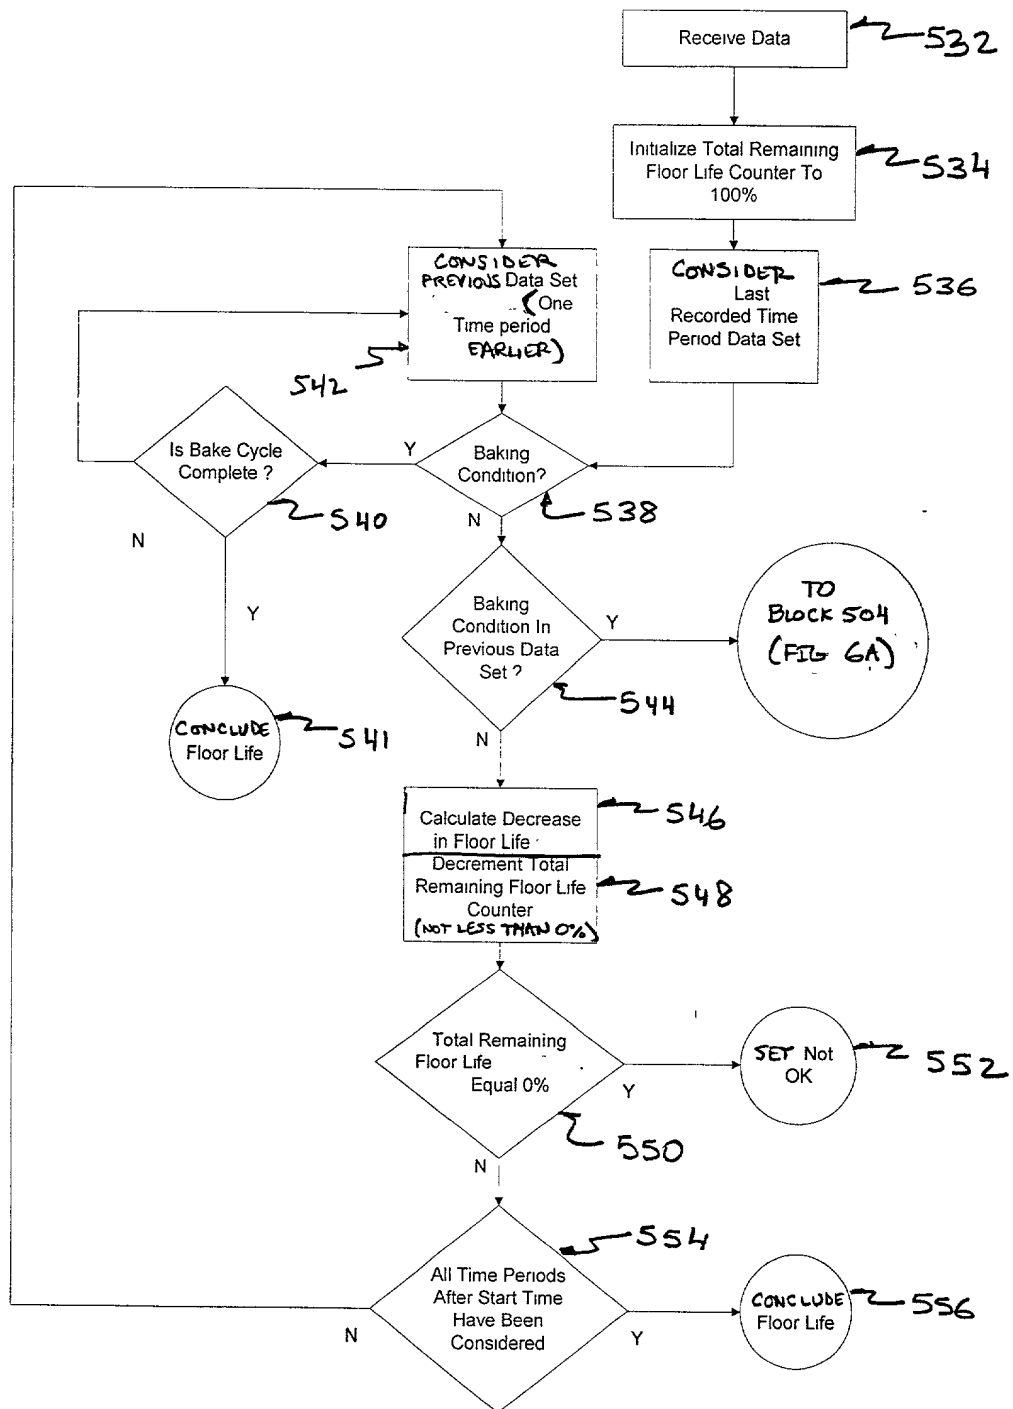 Receive Data
532
Initialize Total Remaining
Floor Life Counter To
100%
534
CONSIDER
PREVIOUS Data Set
(One
Time period
EARLIER)
542
CONSIDER
Last
Recorded Time
Period Data Set
536
Is Bake Cycle
Complete ?
540
Y
N
Y
Baking
Condition?
538
N
CONCLUDE
Floor Life
541
Baking
Condition In
Previous Data
Set ?
544
Y
N
TO
BLOCK 504
(FIG 6A)
Calculate Decrease
in Floor Life
546
Decrement Total
Remaining Floor Life
Counter
(NOT LESS THAN 0%)
548
Total Remaining
Floor Life
Equal 0%
550
Y
N
SET Not
OK
552
All Time Periods
After Start Time
Have Been
Considered
554
N
Y
CONCLUDE
Floor Life
556